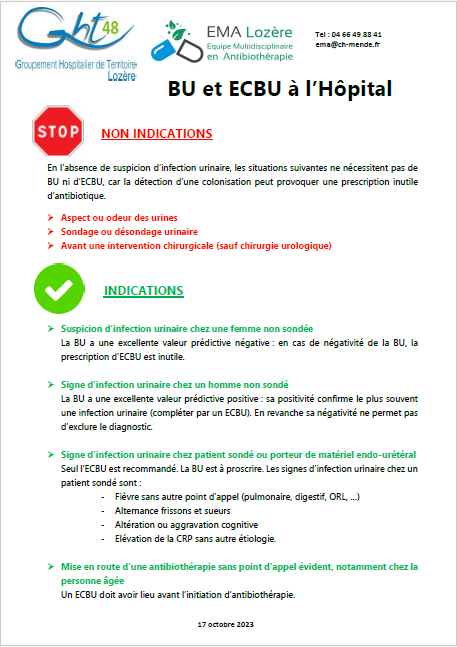 Ght 48
Groupement Hospitalier de Territoire
Lozère
EMA Lozère
Equipe Multidisciplinaire
en Antibiothérapie
Tel : 04 66 49 88 41
ema@ch-mende.fr
BU et ECBU à l’Hôpital
STOP
NON INDICATIONS
En l’absence de suspicion d’infection urinaire, les situations suivantes ne nécessitent pas de
BU ni d’ECBU, car la détection d’une colonisation peut provoquer une prescription inutile
d’antibiotique.
➢ Aspect ou odeur des urines
➢ Sondage ou désondage urinaire
➢ Avant une intervention chirurgicale (sauf chirurgie urologique)
INDICATIONS
➢ Suspicion d’infection urinaire chez une femme non sondée
La BU a une excellente valeur prédictive négative : en cas de négativité de la BU, la
prescription d’ECBU est inutile.
➢ Signe d’infection urinaire chez un homme non sondé
La BU a une excellente valeur prédictive positive : sa positivité confirme le plus souvent
une infection urinaire (compléter par un ECBU). En revanche sa négativité ne permet pas
d’exclure le diagnostic.
➢ Signe d’infection urinaire chez patient sondé ou porteur de matériel endo-urétéral
Seul l’ECBU est recommandé. La BU est à proscrire. Les signes d’infection urinaire chez un
patient sondé sont :
- Fièvre sans autre point d’appel (pulmonaire, digestif, ORL, …)
- Alternance frissons et sueurs
- Altération ou aggravation cognitive
- Elévation de la CRP sans autre étiologie.
➢ Mise en route d’une antibiothérapie sans point d’appel évident, notamment chez la
personne âgée
Un ECBU doit avoir lieu avant l’initiation d’antibiothérapie.
17 octobre 2023